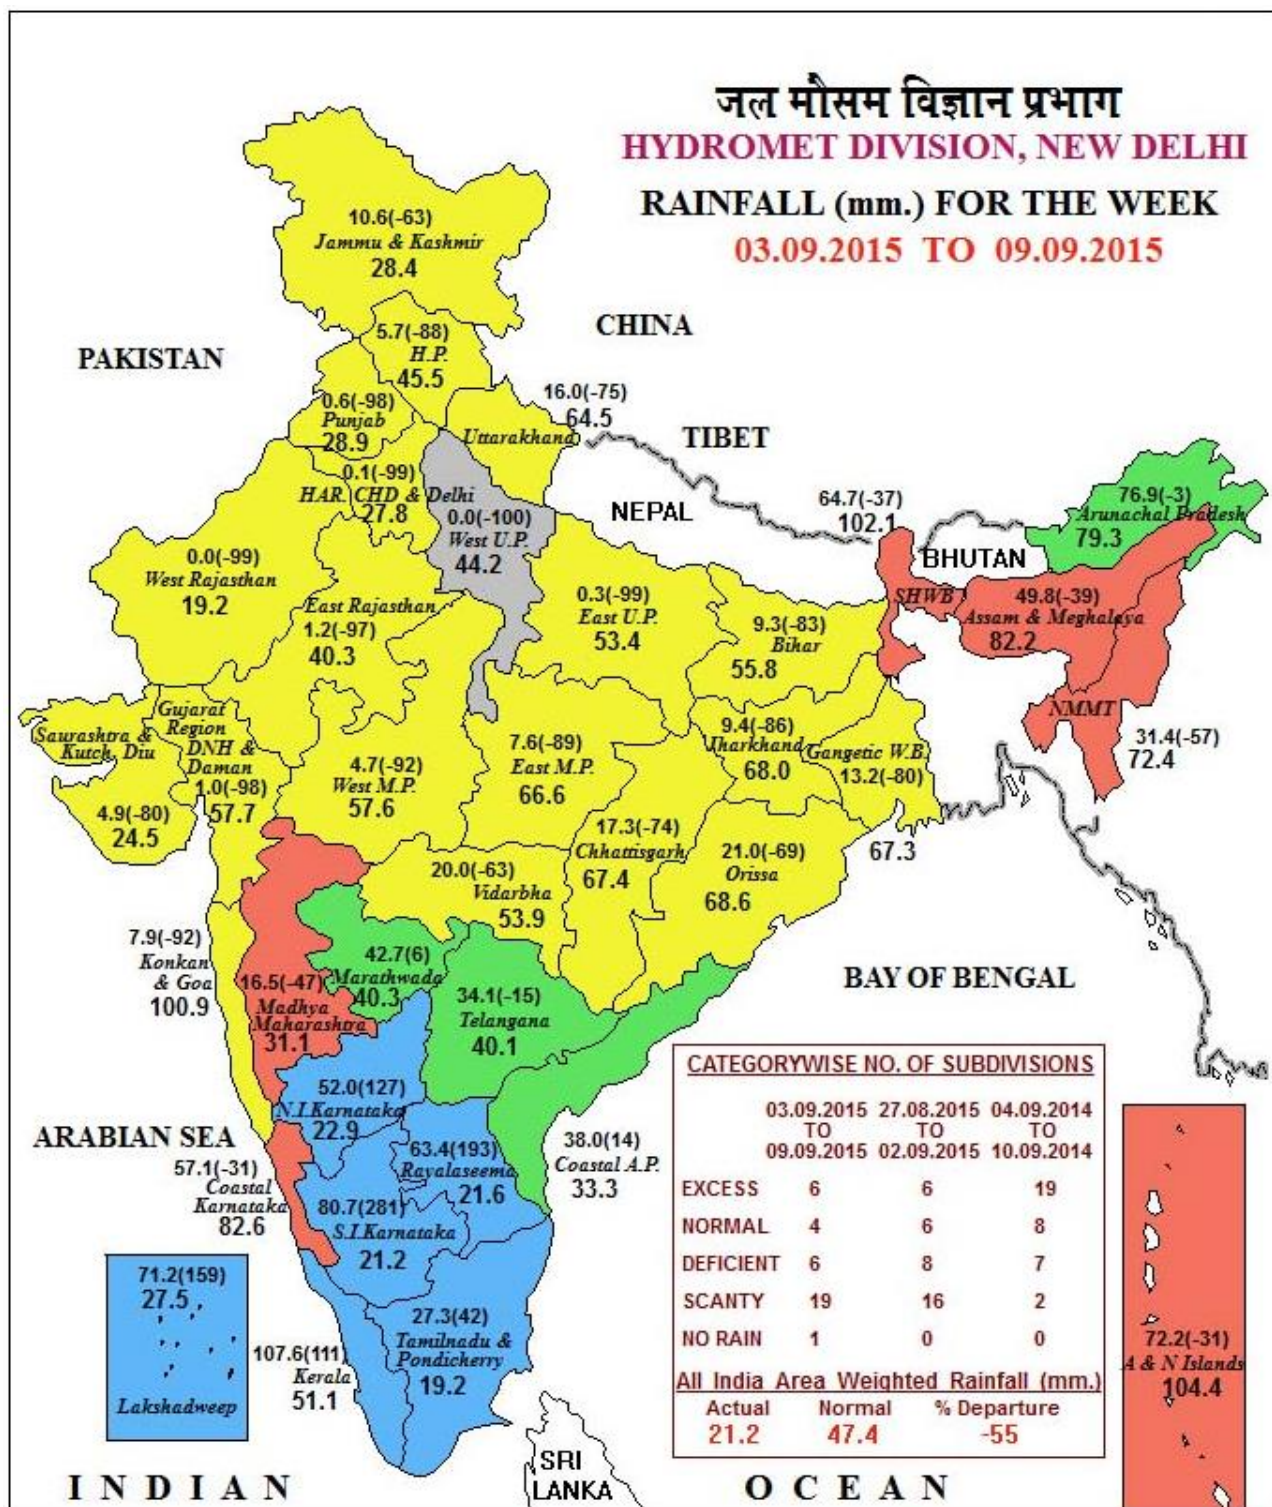 जल मौसम विज्ञान प्रभाग
HYDROMET DIVISION, NEW DELHI
RAINFALL (mm.) FOR THE WEEK
03.09.2015 TO 09.09.2015
10.6(-63)
Jammu & Kashmir
28.4
CHINA
PAKISTAN
5.7(-88)
H.P.
45.5
16.0(-75)
64.5
Uttarakhand
TIBET
0.6(-98)
Punjab
28.9
0.1(-99)
HAR. CHD & Delhi
27.8
NEPAL
64.7(-37)
102.1
76.9(-3)
Arunachal Pradesh
79.3
BHUTAN
0.0(-100)
West U.P.
44.2
0.0(-99)
West Rajasthan
19.2
East Rajasthan
1.2(-97)
40.3
0.3(-99)
East U.P.
53.4
9.3(-83)
Bihar
55.8
SHWB
49.8(-39)
Assam & Meghalaya
82.2
NMMT
31.4(-57)
72.4
Saurashtra &
Kutch, Diu
4.9(-80)
24.5
Gujarat
Region
DNH &
Daman
1.0(-98)
57.7
4.7(-92)
West M.P.
57.6
7.6(-89)
East M.P.
66.6
9.4(-86)
Jharkhand
68.0
Gangetic W.B.
13.2(-80)
67.3
17.3(-74)
Chhattisgarh
67.4
21.0(-69)
Orissa
68.6
20.0(-63)
Vidarbha
53.9
7.9(-92)
Konkan
& Goa
100.9
42.7(6)
Marathwada
40.3
16.5(-47)
Madhya
Maharashtra
31.1
34.1(-15)
Telangana
40.1
BAY OF BENGAL
52.0(127)
N.I.Karnataka
22.9
ARABIAN SEA
57.1(-31)
Coastal
Karnataka
82.6
63.4(193)
Rayalaseema
21.6
38.0(14)
Coastal A.P.
33.3
80.7(281)
S.I.Karnataka
21.2
71.2(159)
27.5
Lakshadweep
107.6(111)
Kerala
51.1
27.3(42)
Tamilnadu &
Pondicherry
19.2
CATEGORYWISE NO. OF SUBDIVISIONS
03.09.2015 27.08.2015 04.09.2014
TO TO TO
09.09.2015 02.09.2015 10.09.2014
EXCESS 6 6 19
NORMAL 4 6 8
DEFICIENT 6 8 7
SCANTY 19 16 2
NO RAIN 1 0 0
All India Area Weighted Rainfall (mm.)
Actual Normal % Departure
21.2 47.4 -55
72.2(-31)
A & N Islands
104.4
SRI
LANKA
INDIAN OCEAN